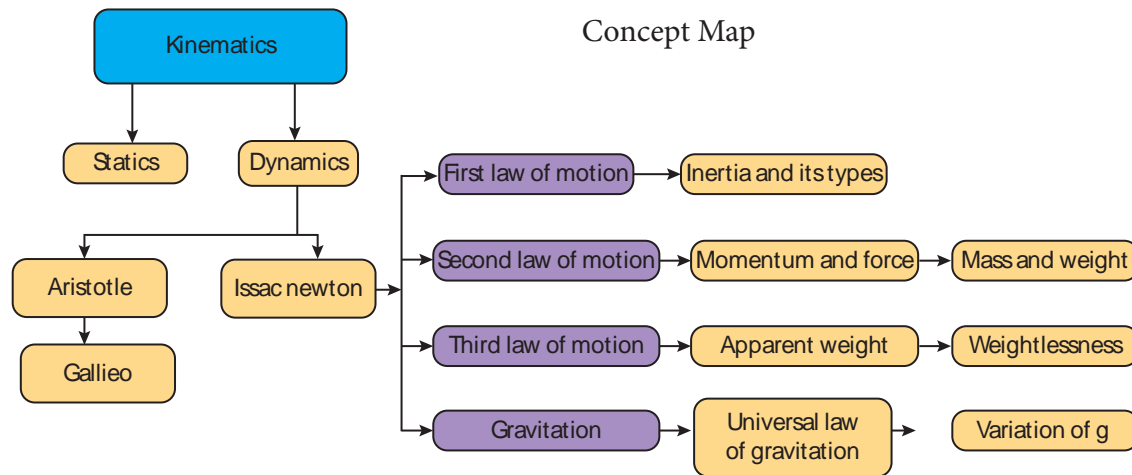 Concept Map
Kinematics
Statics
Dynamics
First law of motion
Inertia and its types
Second law of motion
Momentum and force
Mass and weight
Aristotle
Issac newton
Third law of motion
Apparent weight
Weightlessness
Gallieo
Gravitation
Universal law
of gravitation
Variation of g